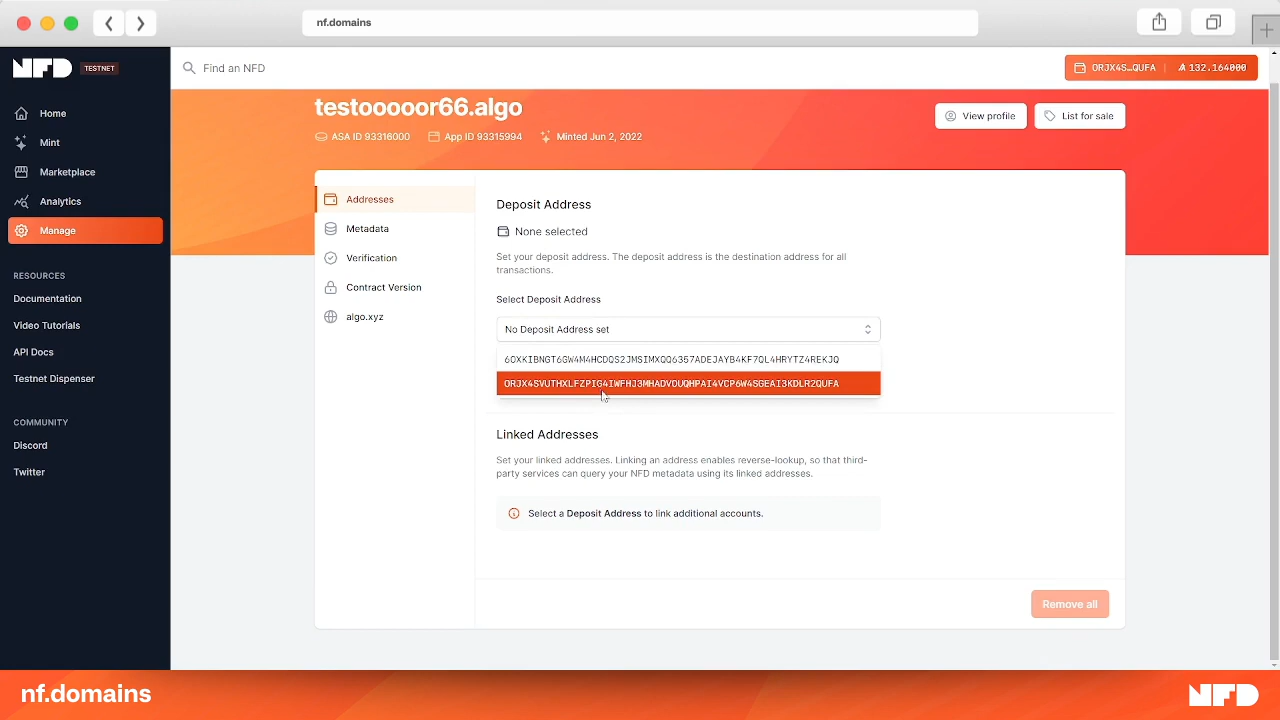 nf.domains
NFD
TESTNET
Find an NFD
ORJX4S…QUFA
132.164000
Home
Mint
Marketplace
Analytics
Manage
RESOURCES
Documentation
Video Tutorials
API Docs
Testnet Dispenser
COMMUNITY
Discord
Twitter
testooooor66.algo
ASA ID 93316000
App ID 93315994
Minted Jun 2, 2022
View profile
List for sale
Addresses
Metadata
Verification
Contract Version
algo.xyz
Deposit Address
None selected
Set your deposit address. The deposit address is the destination address for all
transactions.
Select Deposit Address
No Deposit Address set
6OXKIBNGT6GW4M4HCDQS2JMSIMXQQ6357ADEJAYB4KF7QL4HRYTZ4REKJQ
ORJX4SVUTHXLFZPIG4IWFHJ3MHADVOUQHPAI4VCP6W4SGEAI3KDLR2QUFA
Linked Addresses
Set your linked addresses. Linking an address enables reverse-lookup, so that third-
party services can query your NFD metadata using its linked addresses.
Select a Deposit Address to link additional accounts.
Remove all
nf.domains
NFD